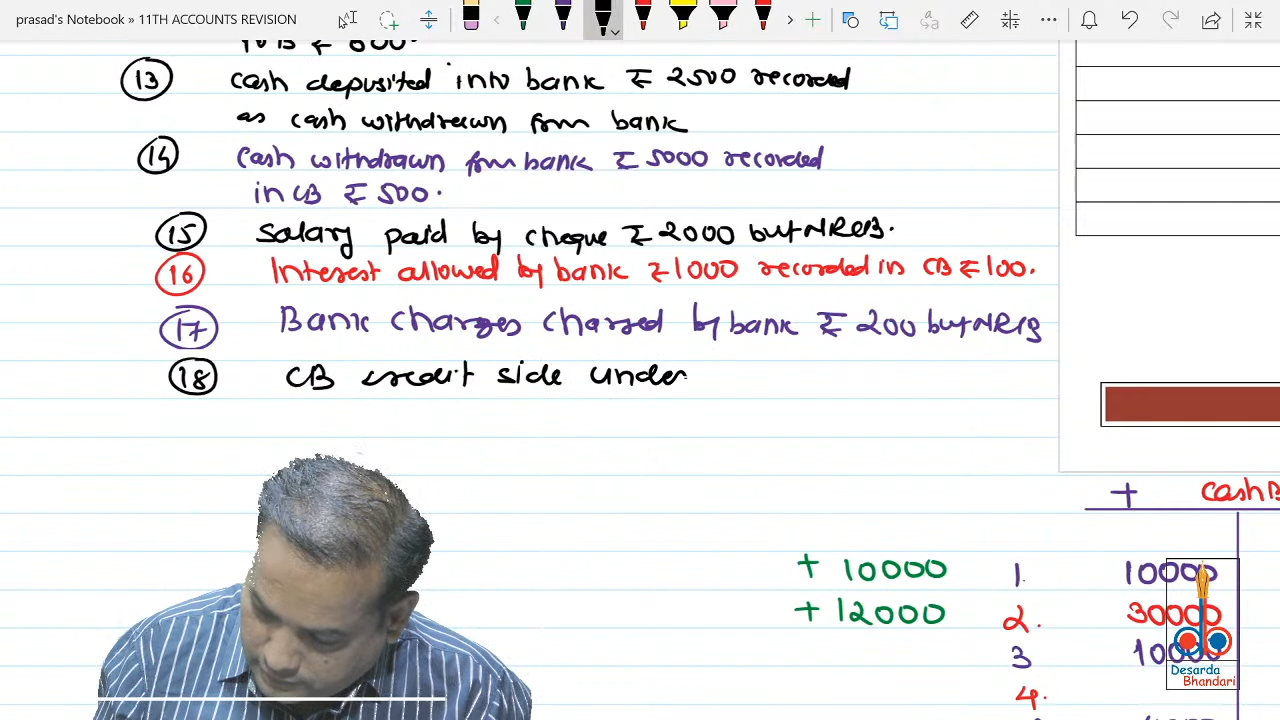 prasad's Notebook » 11TH ACCOUNTS REVISION
13 cash deposited into bank ₹ 2500 recorded
as cash withdrawn from bank
14 cash withdrawn from bank ₹ 5000 recorded
in CB ₹ 500.
15 Salary paid by cheque ₹ 2000 but
16 Interest allowed by bank ₹ 1000 recorded in CB ₹ 100.
17 Bank charges charged by bank ₹ 200 but
18 CB credit side under
+ Cash B
+ 10000 1. 10000
+ 12000 2. 30000
3 10000
4.
Desarda
Bhandari